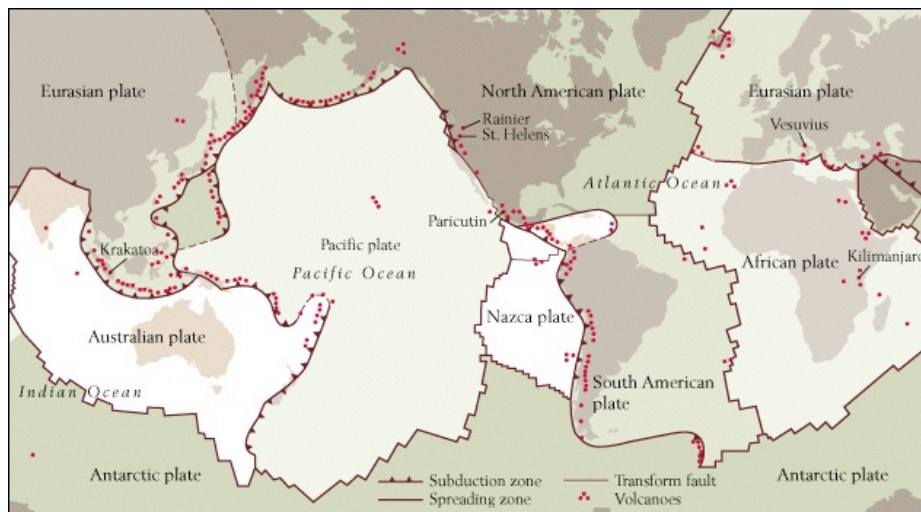 Eurasian plate
North American plate
Eurasian plate
Rainier
St. Helens
Vesuvius
Atlantic Ocean
Paricutin
Krakatoa
Pacific plate
Pacific Ocean
African plate
Kilimanjaro
Nazca plate
Australian plate
Indian Ocean
South American
plate
Antarctic plate
Subduction zone
Transform fault
Antarctic plate
Spreading zone
Volcanoes